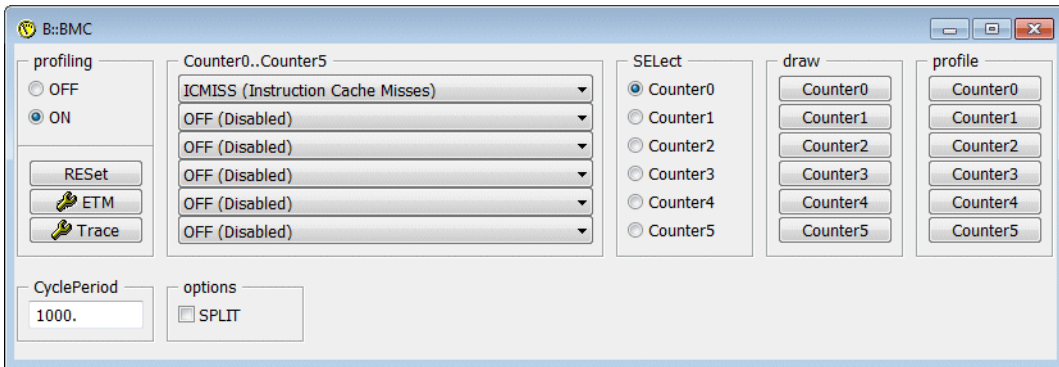 B::BMC
profiling
OFF
ON
RESet
ETM
Trace
Counter0..Counter5
ICMISS (Instruction Cache Misses)
OFF (Disabled)
OFF (Disabled)
OFF (Disabled)
OFF (Disabled)
OFF (Disabled)
SELect
Counter0
Counter1
Counter2
Counter3
Counter4
Counter5
draw
Counter0
Counter1
Counter2
Counter3
Counter4
Counter5
profile
Counter0
Counter1
Counter2
Counter3
Counter4
Counter5
CyclePeriod
1000.
options
SPLIT